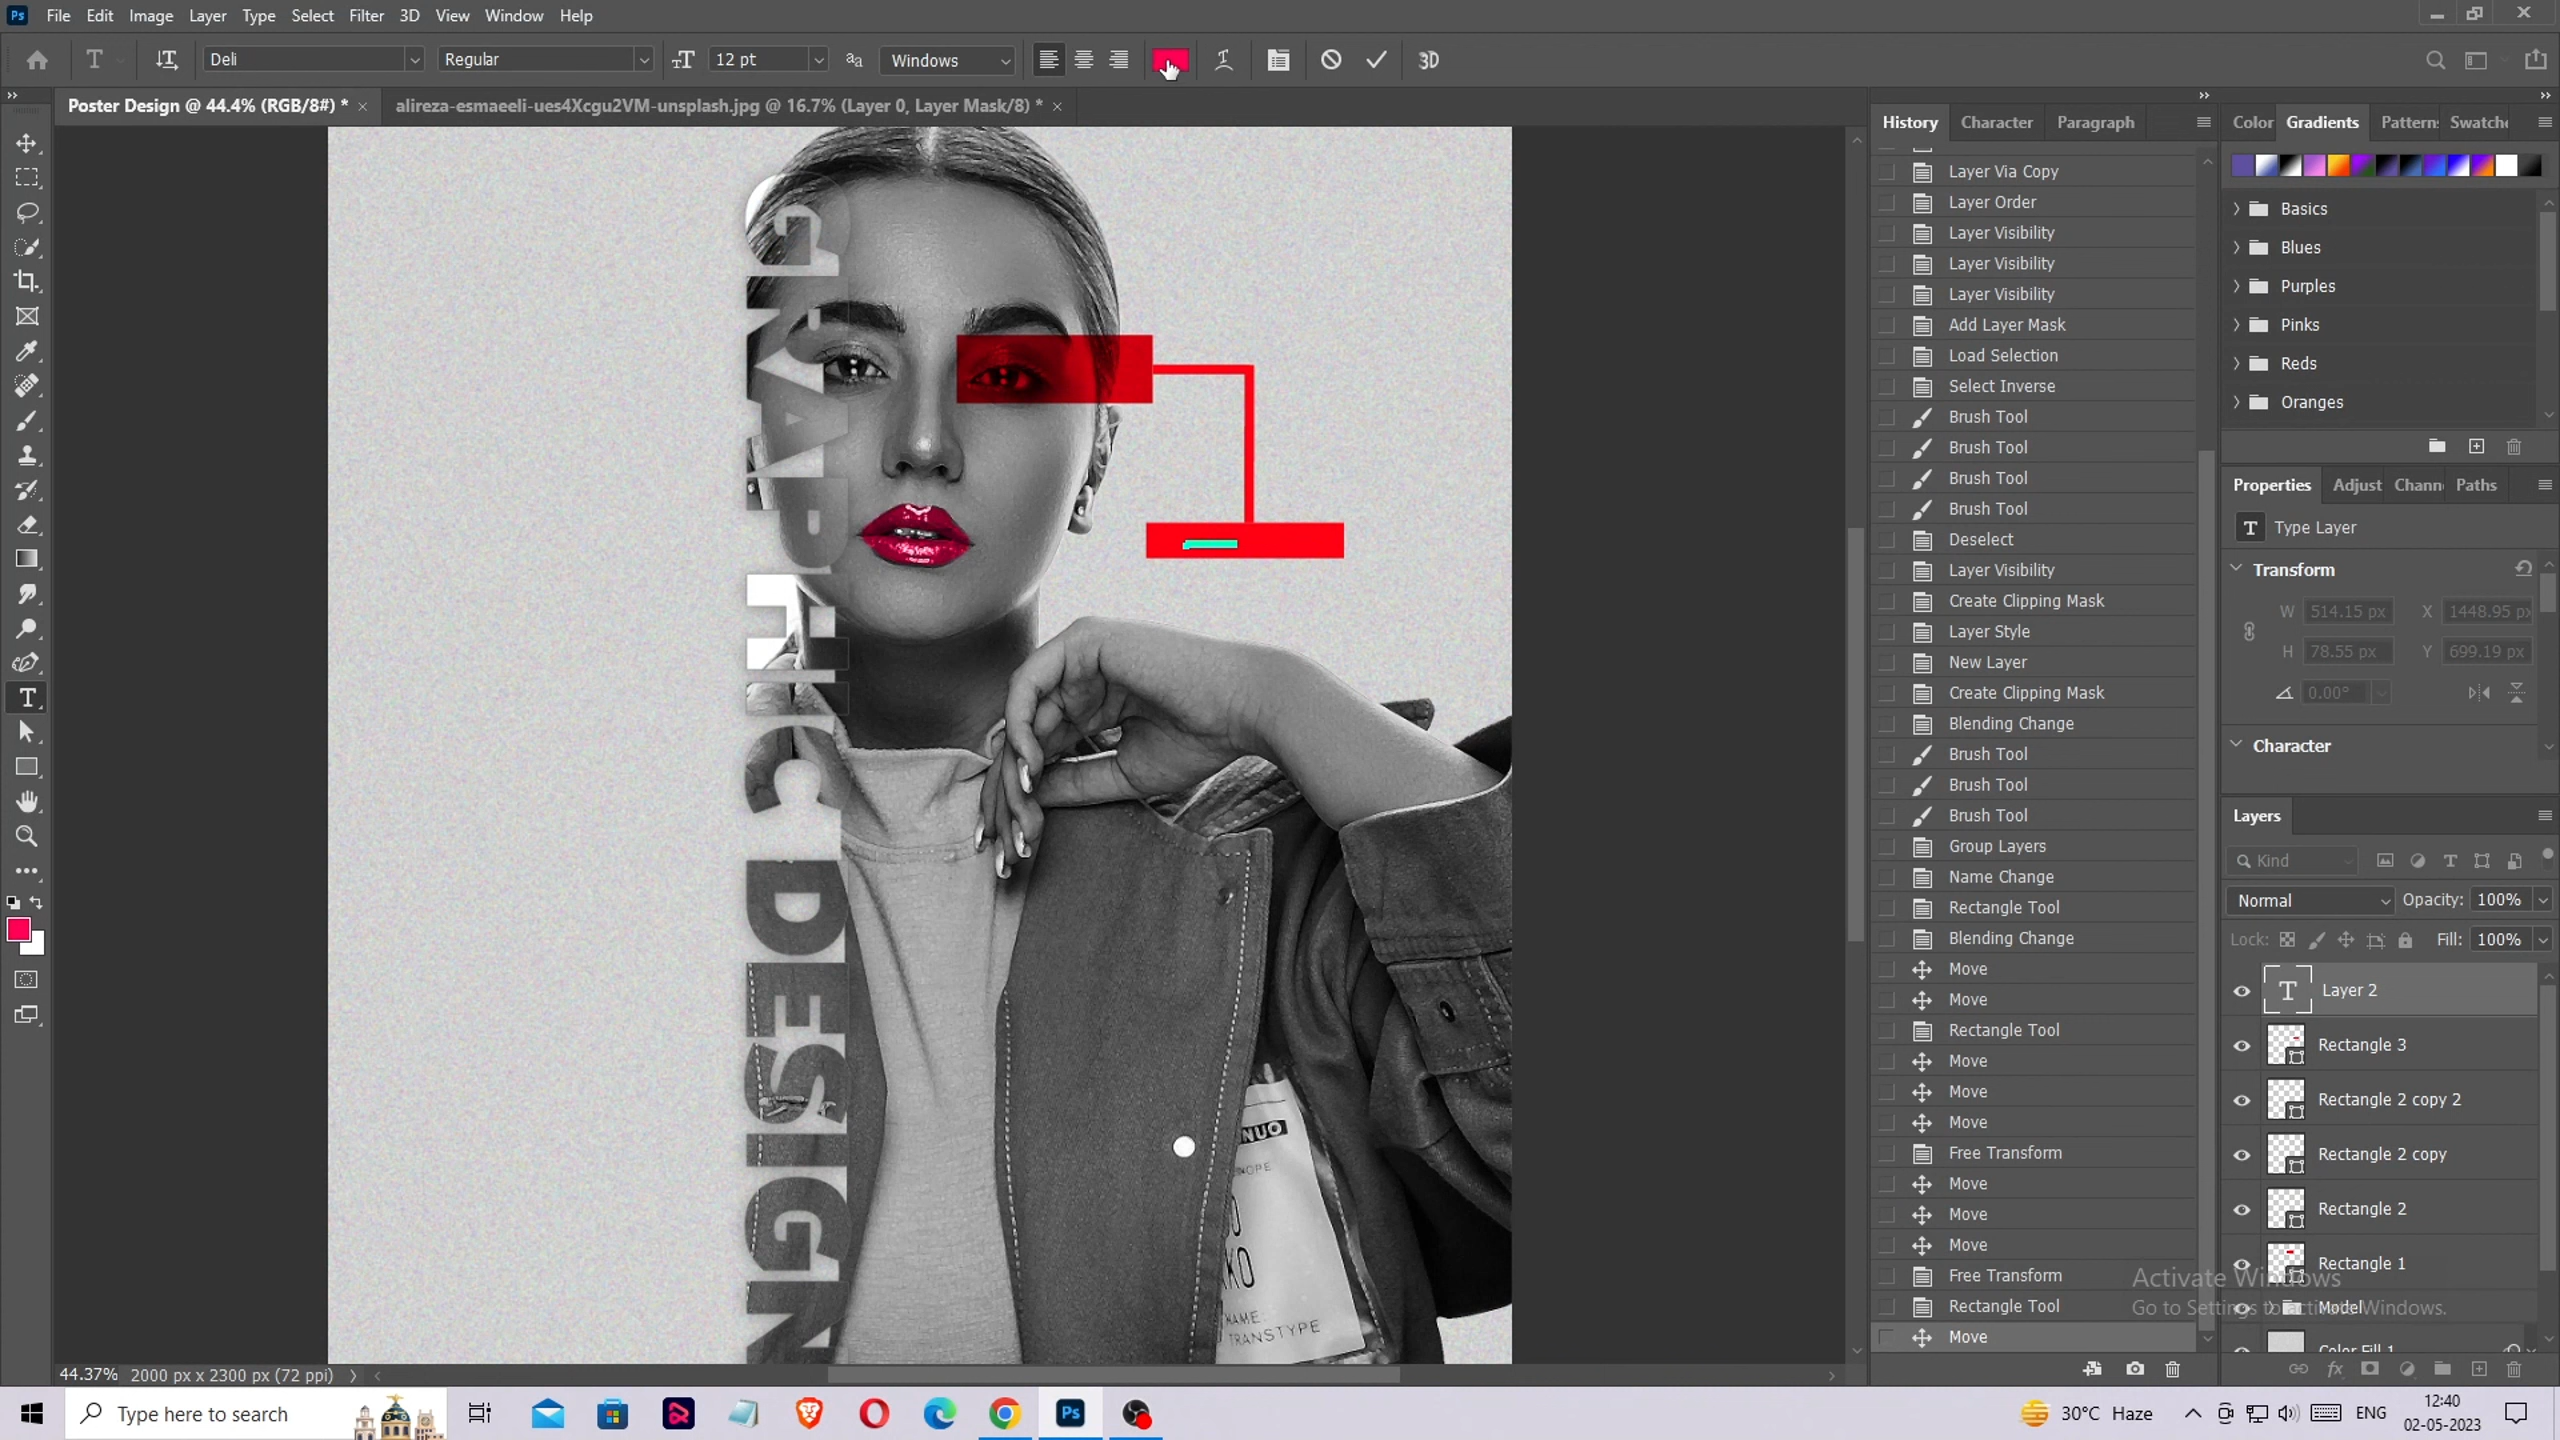 Ps File Edit Image Layer Type Select Filter 3D View Window Help
T Deli Regular 12 pt aa Windows 3D
Poster Design @ 44.4% (RGB/8#) * × alireza-esmaeeli-ues4Xcgu2VM-unsplash.jpg @ 16.7% (Layer 0, Layer Mask/8) * ×
GRAPHIC DESIGN
NUO
NAME
TRANSTYPE
History Character Paragraph
Layer Via Copy
Layer Order
Layer Visibility
Layer Visibility
Layer Visibility
Add Layer Mask
Load Selection
Select Inverse
Brush Tool
Brush Tool
Brush Tool
Brush Tool
Deselect
Layer Visibility
Create Clipping Mask
Layer Style
New Layer
Create Clipping Mask
Blending Change
Brush Tool
Brush Tool
Brush Tool
Group Layers
Name Change
Rectangle Tool
Blending Change
Move
Move
Rectangle Tool
Move
Move
Move
Free Transform
Move
Move
Move
Free Transform
Rectangle Tool
Move
Color Gradients Pattern: Swatche
Basics
Blues
Purples
Pinks
Reds
Oranges
Properties Adjust Chann Paths
T Type Layer
Transform
W 514.15 px X 1448.95 px
H 78.55 px Y 699.19 px
0.00°
Character
Layers
Kind
Normal Opacity: 100%
Lock: Fill: 100%
T Layer 2
Rectangle 3
Rectangle 2 copy 2
Rectangle 2 copy
Rectangle 2
Rectangle 1
Model
Color Fill 1
Activate Windows
Go to Settings to activate Windows.
44.37% 2000 px x 2300 px (72 ppi)
Type here to search
Ps
30°C Haze ENG
12:40
02-05-2023